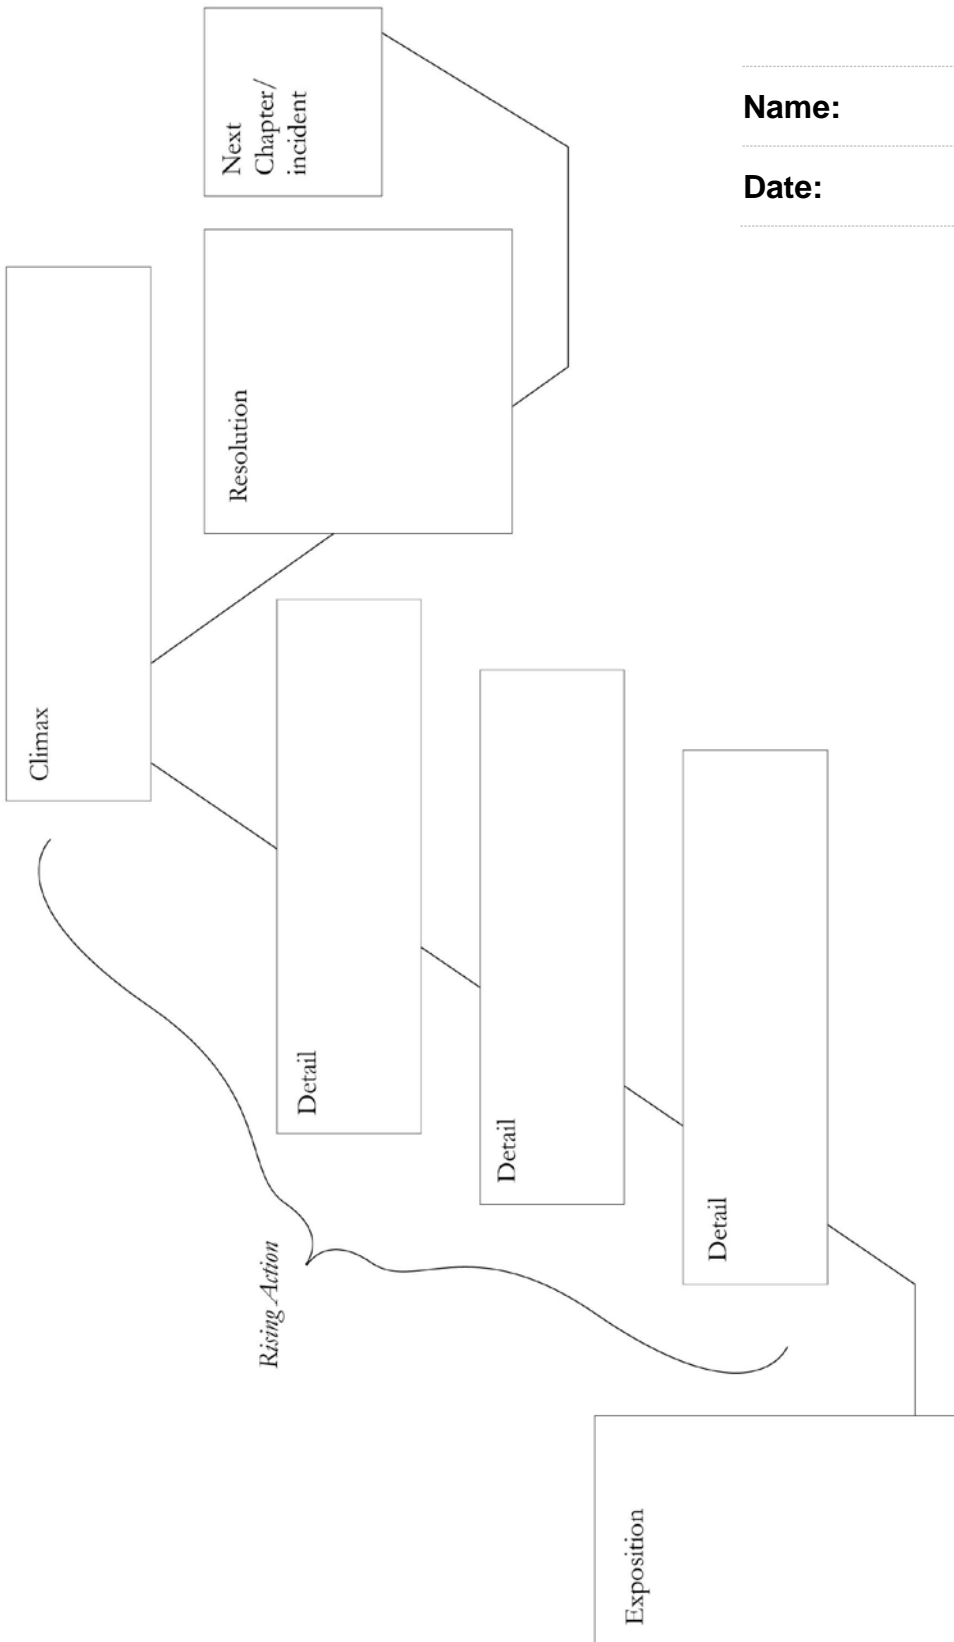 Name:
Date:
Exposition
Rising Action
Detail
Detail
Detail
Climax
Resolution
Next
Chapter/
incident